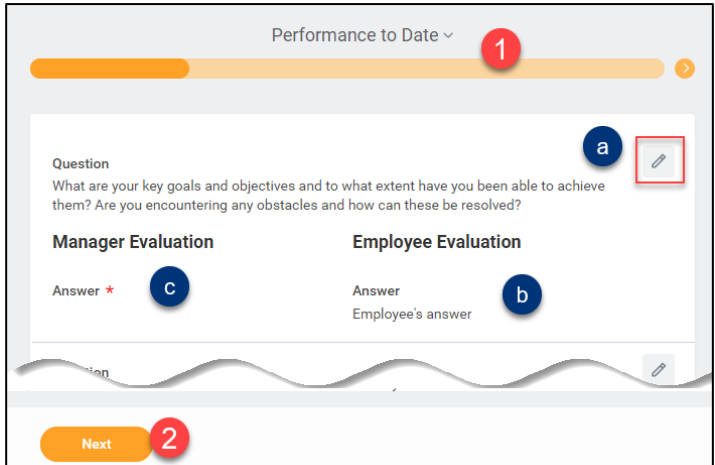 Performance to Date
1
a
Question
What are your key goals and objectives and to what extent have you been able to achieve
them? Are you encountering any obstacles and how can these be resolved?
Manager Evaluation Employee Evaluation
Answer * c Answer b
Employee's answer
Next 2